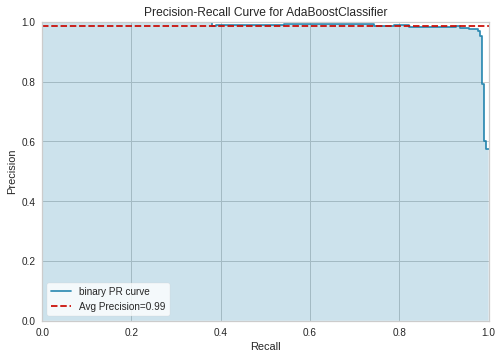 Precision-Recall Curve for AdaBoostClassifier
1.0
0.8
0.6
0.4
0.2
0.0
Precision
binary PR curve
Avg Precision=0.99
0.0 0.2 0.4 0.6 0.8 1.0
Recall